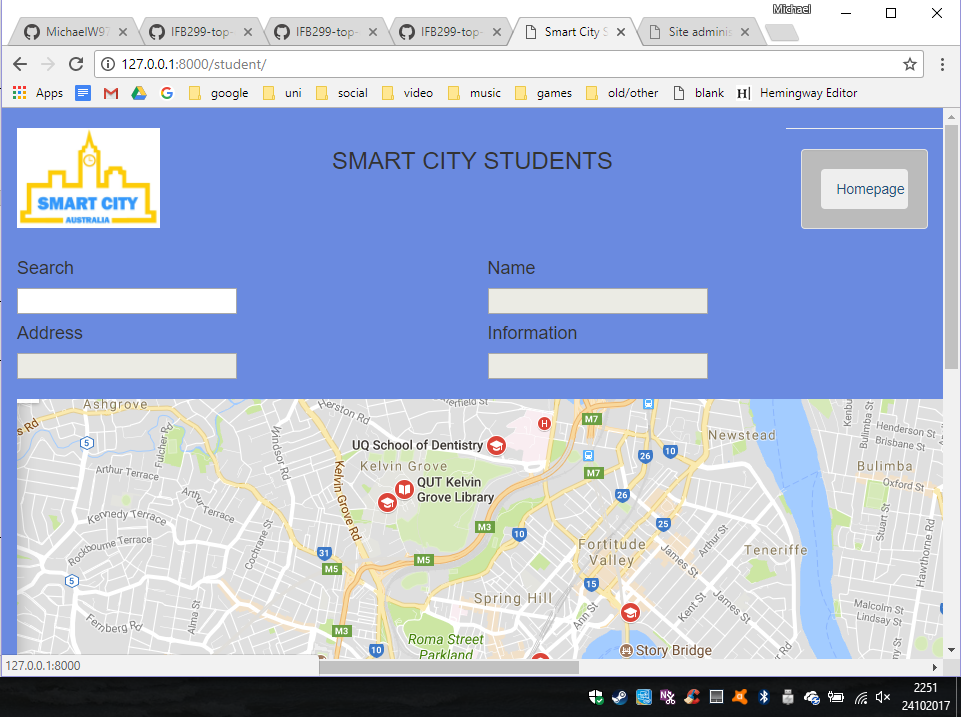 Michael
MichaelW97
IFB299-top-
IFB299-top-
IFB299-top-
Smart City S
Site adminis
127.0.0.1:8000/student/
Apps
google
uni
social
video
music
games
old/other
blank
H
Hemingway Editor
SMART CITY
AUSTRALIA
SMART CITY STUDENTS
Homepage
Search
Name
Address
Information
Ashgrove
s Rd
5
Arthur Terrace
Fulcher Rd
Arthur Terrace
Kennedy Terrace
Rockbourne Terrace
5
Fernberg Rd
Alma St
Cochrane St
Windsor Rd
Herston Rd
Kelvin Grove Rd
UQ School of Dentistry
Kelvin Grove
QUT Kelvin
Grove Library
H
M7
M7
26
10
26
25
15
M3
10
31
M5
M5
M3
10
Spring Hill
Roma Street
Parkland
Fortitude
Valley
Ann St
James St
Arthur St
Kent St
James St
Story Bridge
Newstead
Teneriffe
Bulimba
Bulimba St
Henderson St
Brisbane St
Oxford St
Stuart St
Hawthorne Rd
Malcolm St
Lindsay St
127.0.0.1:8000
2251
24102017